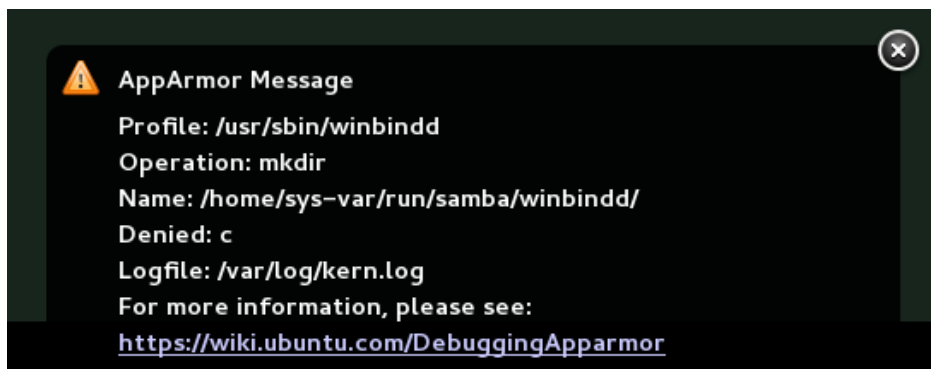 AppArmor Message
Profile: /usr/sbin/winbindd
Operation: mkdir
Name: /home/sys-var/run/samba/winbindd/
Denied: c
Logfile: /var/log/kern.log
For more information, please see:
https://wiki.ubuntu.com/DebuggingApparmor